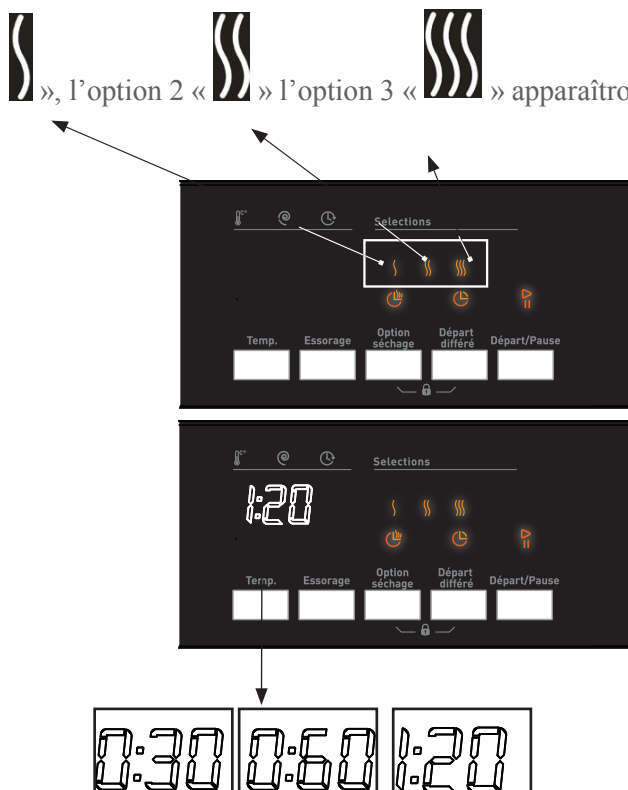 », l’option 2 « » l’option 3 « » apparaîtro
C°
Selections
Temp. Essorage Option séchage Départ différé Départ/Pause
C°
Selections
1:20
Temp. Essorage Option séchage Départ différé Départ/Pause
0:30 0:60 1:20